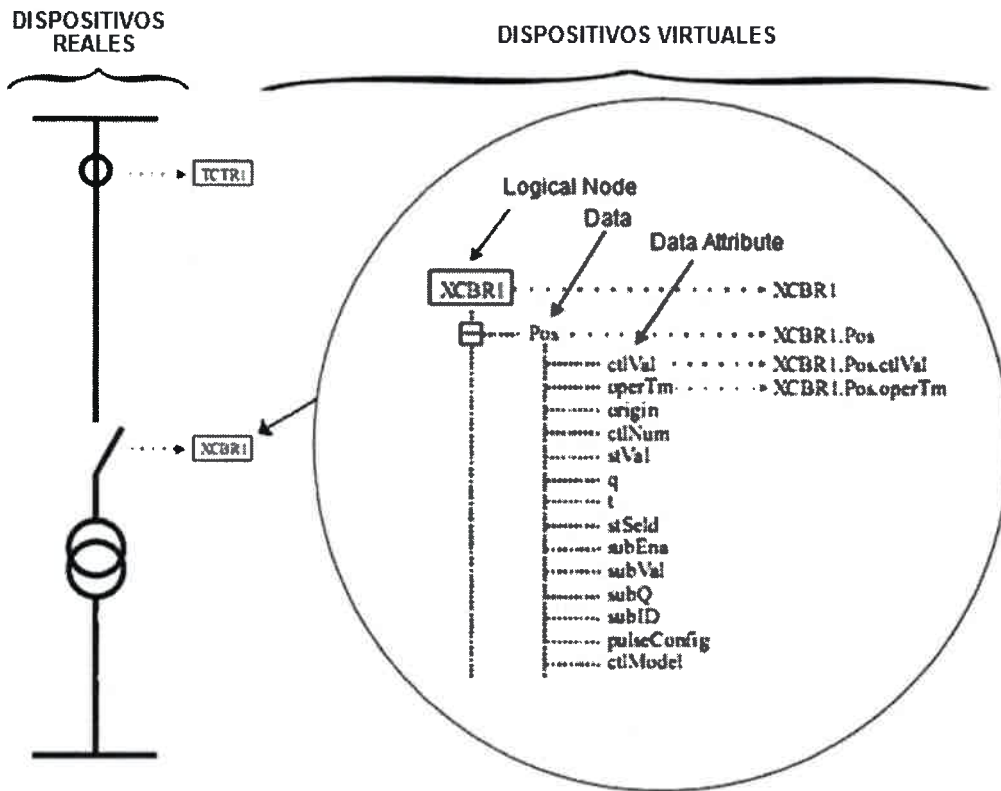 DISPOSITIVOS
REALES
DISPOSITIVOS VIRTUALES
TCTR1
Logical Node
Data
Data Attribute
XCBR1
XCBR1
Pos
XCBR1.Pos
ctlVal
XCBR1.Pos.ctlVal
operTm
XCBR1.Pos.operTm
origin
ctlNum
XCBR1
stVal
q
t
stSeld
subEna
subVal
subQ
subID
pulseConfig
ctlModel